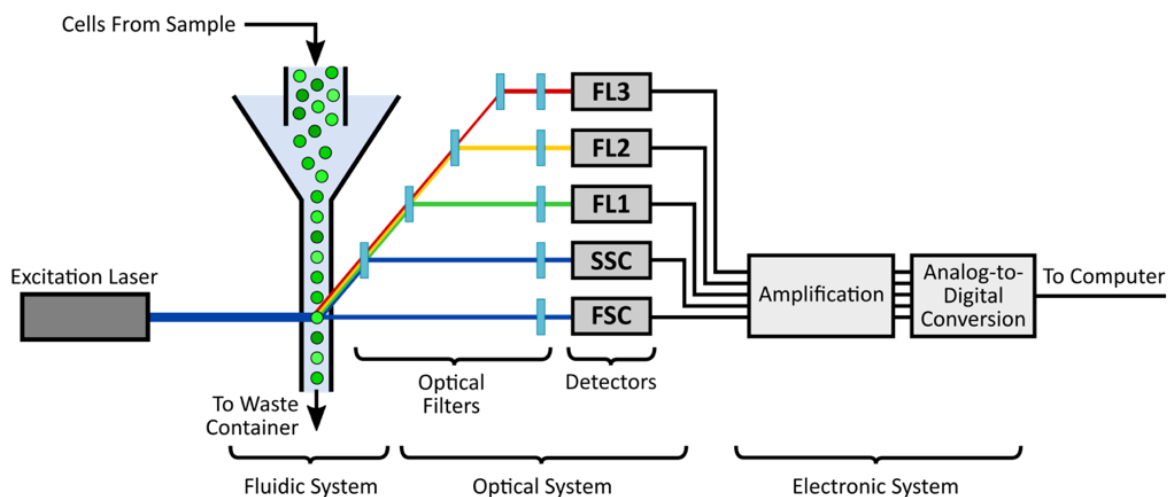 Cells From Sample
FL3
FL2
FL1
SSC
FSC
Excitation Laser
Amplification
Analog-to-
Digital
Conversion
To Computer
Optical
Filters
Detectors
To Waste
Container
Fluidic System
Optical System
Electronic System